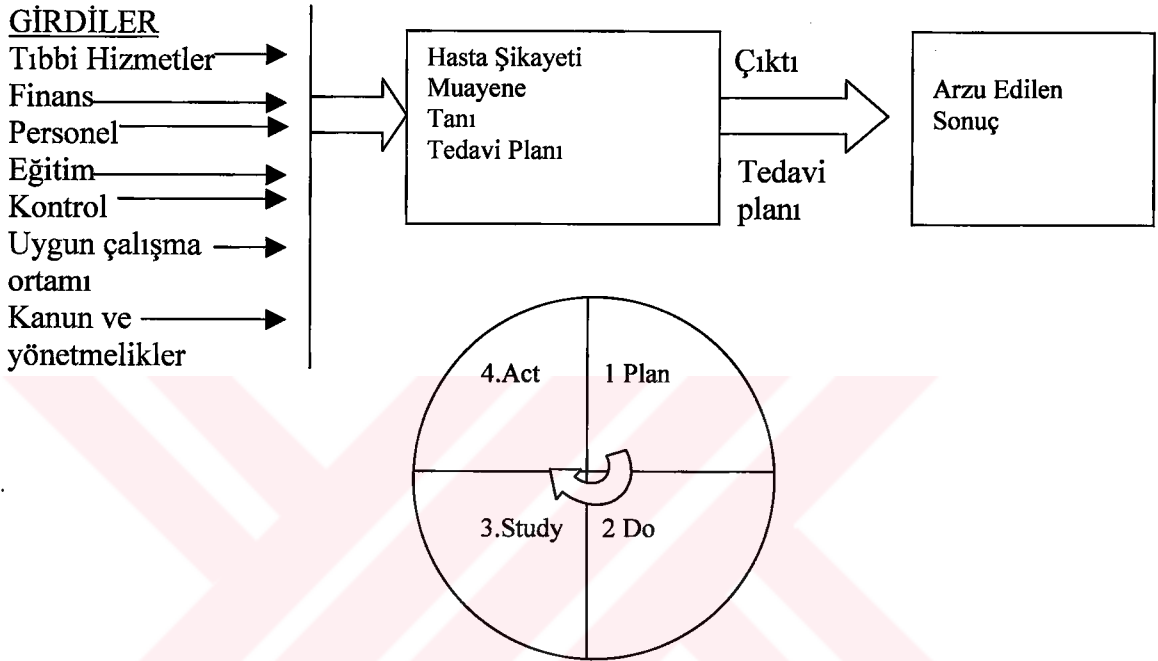 GİRDİLER
Tıbbi Hizmetler
Finans
Personel
Eğitim
Kontrol
Uygun çalışma
ortamı
Kanun ve
yönetmelikler
Hasta Şikayeti
Muayene
Tanı
Tedavi Planı
Çıktı
Tedavi
planı
Arzu Edilen
Sonuç
4.Act
1 Plan
3.Study
2 Do